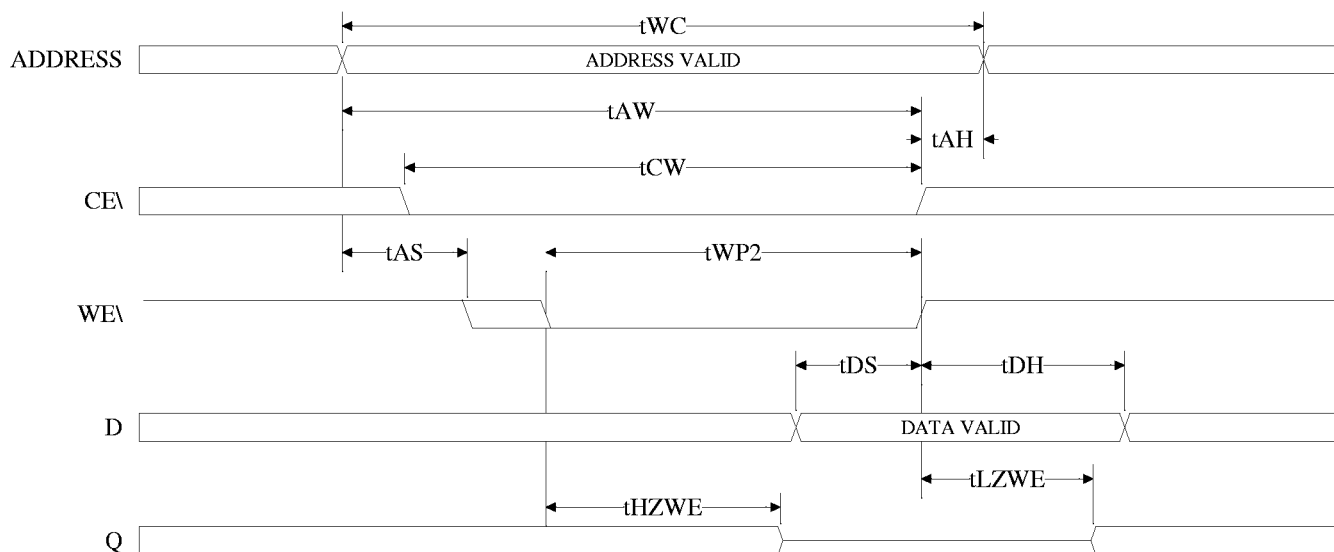 tWC
ADDRESS
ADDRESS VALID
tAW
tAH
tCW
CE\
tAS
tWP2
WE\
tDS
tDH
D
DATA VALID
tLZWE
tHZWE
Q